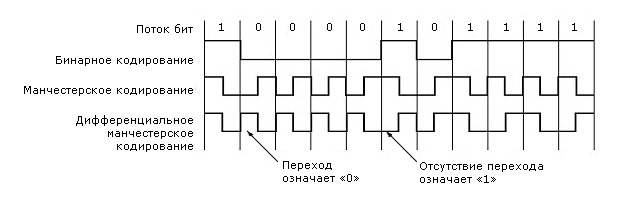 Поток бит 1 0 0 0 0 1 0 1 1 1 1
Бинарное кодирование
Манчестерское кодирование
Дифференциальное
манчестерское
кодирование
Переход
означает «0»
Отсутствие перехода
означает «1»